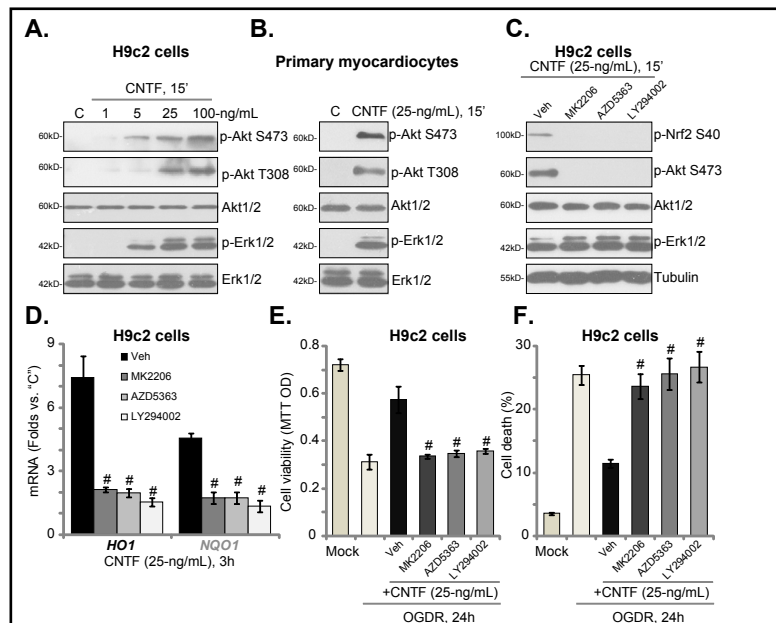 A.
H9c2 cells
CNTF, 15’
C 1 5 25 100-ng/mL
60kD- p-Akt S473
60kD- p-Akt T308
60kD- Akt1/2
42kD- p-Erk1/2
42kD- Erk1/2
B.
Primary myocardiocytes
C CNTF (25-ng/mL), 15’
60kD- p-Akt S473
60kD- p-Akt T308
60kD- Akt1/2
42kD- p-Erk1/2
42kD- Erk1/2
C.
H9c2 cells
CNTF (25-ng/mL), 15’
Veh MK2206 AZD5363 LY294002
100kD- p-Nrf2 S40
60kD- p-Akt S473
60kD- Akt1/2
42kD- p-Erk1/2
55kD- Tubulin
D.
H9c2 cells
mRNA (Folds vs. “C”)
9
6
3
0
Veh
MK2206
AZD5363
LY294002
# # # # # #
HO1 NQO1
CNTF (25-ng/mL), 3h
E.
H9c2 cells
Cell viability (MTT OD)
0.8
0.6
0.4
0.2
0.0
# # #
Mock
Veh MK2206 AZD5363 LY294002
+CNTF (25-ng/mL)
OGDR, 24h
F.
H9c2 cells
Cell death (%)
30
20
10
0
# # #
Mock
Veh MK2206 AZD5363 LY294002
+CNTF (25-ng/mL)
OGDR, 24h